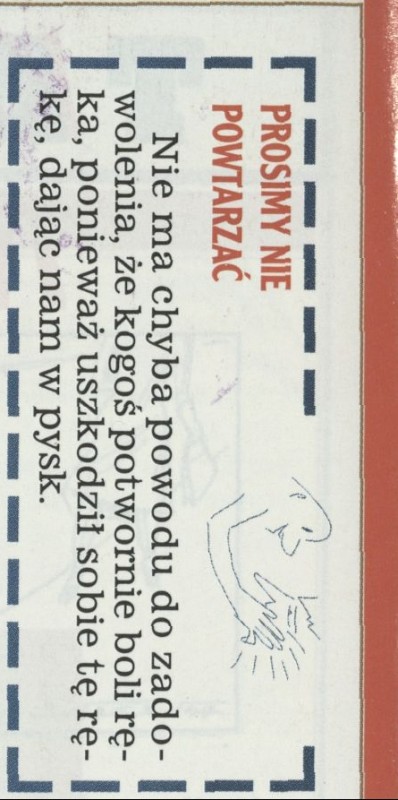 PROSIMY NIE
POWTARZAĆ
Nie ma chyba powodu do zado-
wolenia, że kogoś potwornie boli rę-
ka, ponieważ uszkodził sobie tę rę-
kę, dając nam w pysk.